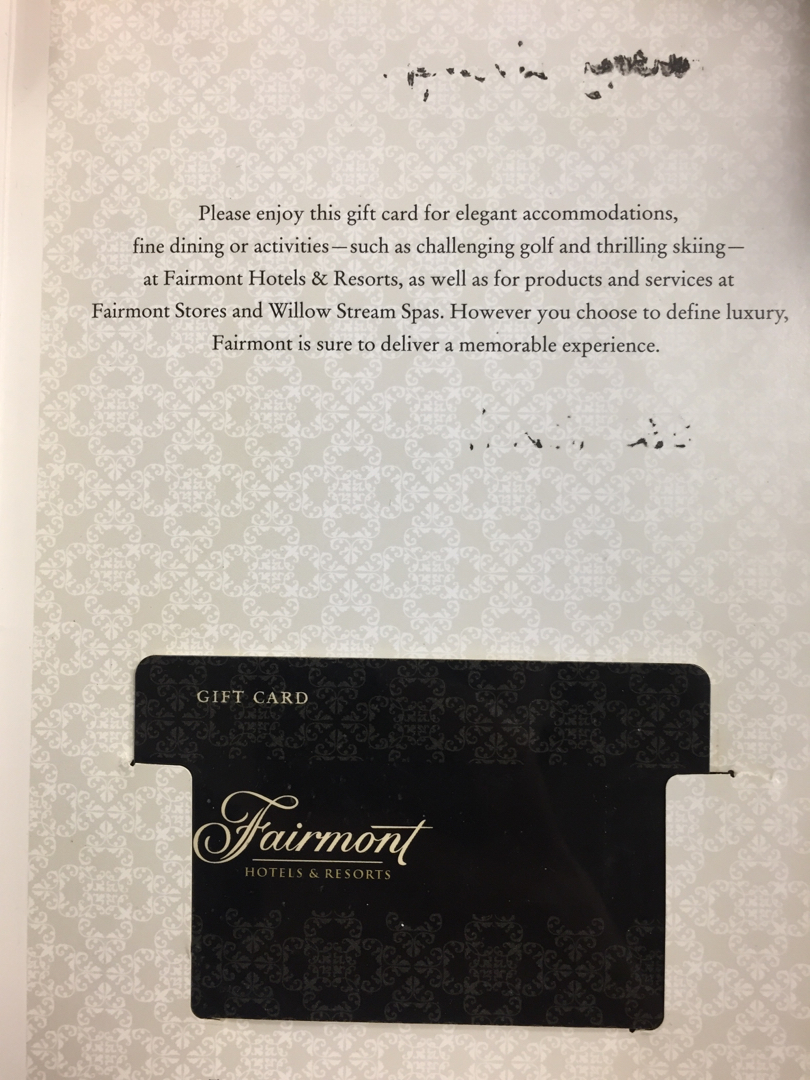 Please enjoy this gift card for elegant accommodations,
fine dining or activities—such as challenging golf and thrilling skiing—
at Fairmont Hotels & Resorts, as well as for products and services at
Fairmont Stores and Willow Stream Spas. However you choose to define luxury,
Fairmont is sure to deliver a memorable experience.
GIFT CARD
Fairmont
HOTELS & RESORTS